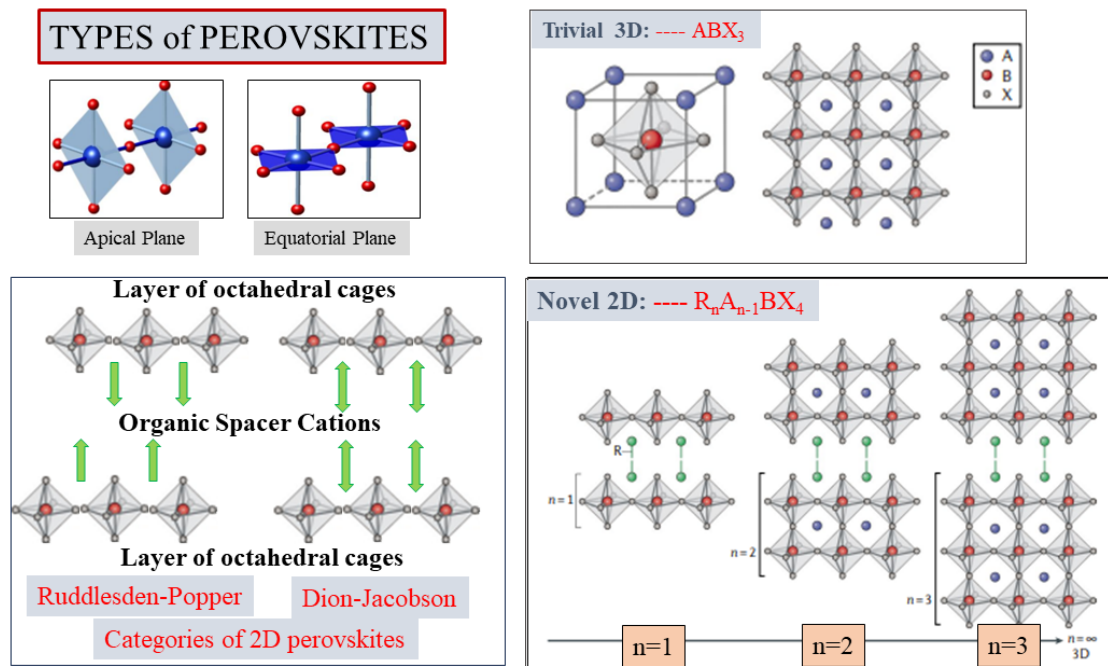 TYPES of PEROVSKITES
Apical Plane
Equatorial Plane
Trivial 3D: ---- ABX₃
A
B
X
Layer of octahedral cages
Organic Spacer Cations
Layer of octahedral cages
Ruddlesden-Popper
Dion-Jacobson
Categories of 2D perovskites
Novel 2D: ---- RₙAₙ₋₁BX₄
R
n=1
n=2
n=3
n=1
n=2
n=3
n=∞
3D